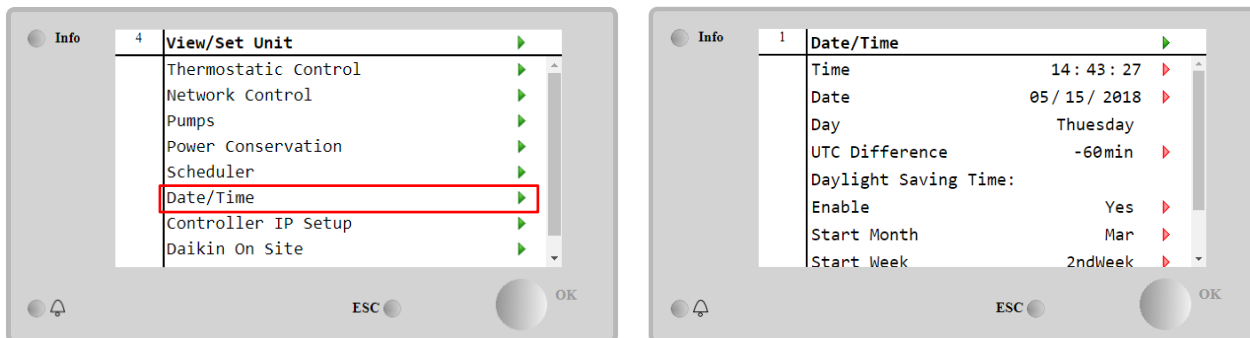 Info
4 View/Set Unit
Thermostatic Control
Network Control
Pumps
Power Conservation
Scheduler
Date/Time
Controller IP Setup
Daikin On Site
ESC
OK
Info
1 Date/Time
Time 14:43:27
Date 05/15/2018
Day Thuesday
UTC Difference -60min
Daylight Saving Time:
Enable Yes
Start Month Mar
Start Week 2ndWeek
ESC
OK